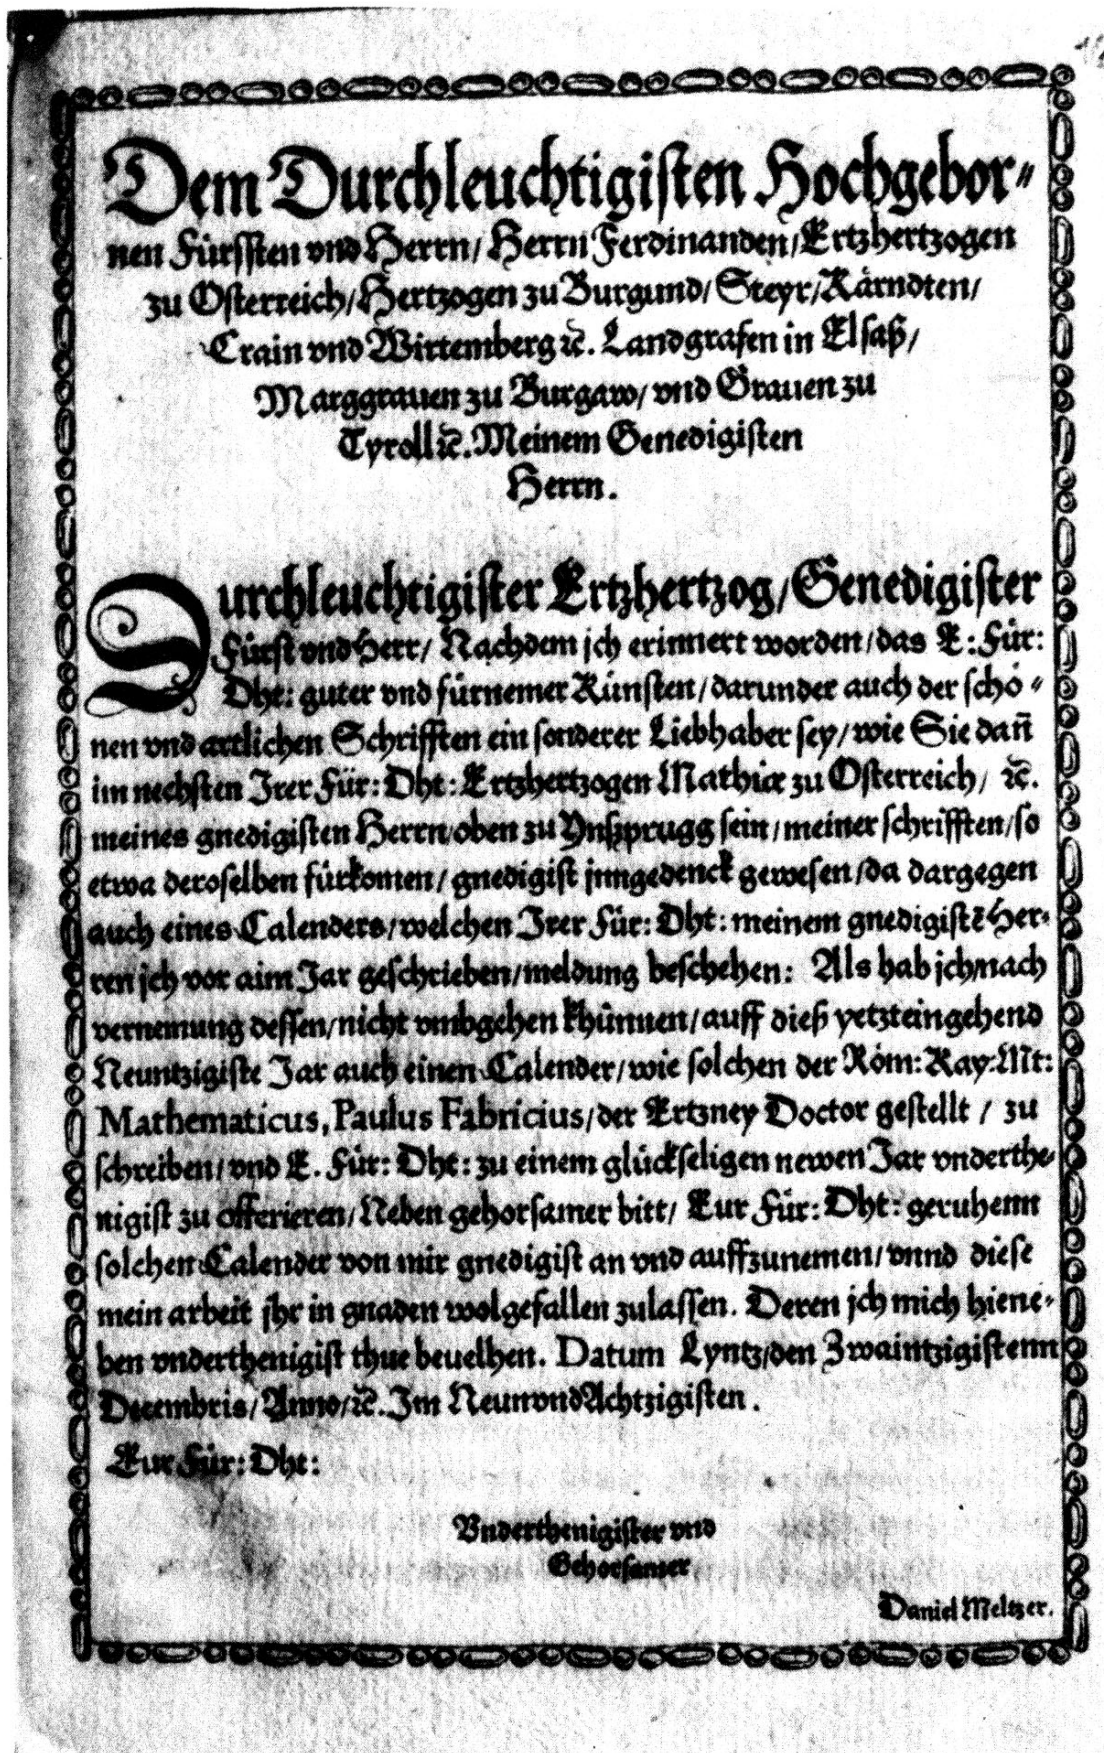 Dem Durchleuchtigisten Hochgebor-
nen Fürssten vnd Herrn/ Herrn Ferdinanden/ Ertzhertzogen
zu Osterreich/ Hertzogen zu Burgund/ Steyr/ Kärndten/
Crain vnd Wirtemberg ꝛc. Landgrafen in Elsaß/
Marggrauen zu Burgaw/ vnd Grauen zu
Tyroll ꝛc. Meinem Genedigisten
Herrn.
Durchleuchtigister Ertzhertzog/ Genedigister
Fürst vnd Herr/ Nachdem jch erinnert worden/ das E: Für:
Dht: guter vnd fürnemer Künsten/ darunder auch der schö-
nen vnd artlichen Schrifften ein sonderer Liebhaber sey/ wie Sie dañ
im nechsten Irer Für: Dht: Ertzhertzogen Mathiæ zu Osterreich/ ꝛc.
meines gnedigisten Herrn/ oben zu Ynßprugg sein/ meiner schrifften/ so
etwa deroselben fürkomen/ gnedigist jnngedenck gewesen/ da dargegen
auch eines Calenders/ welchen Irer Für: Dht: meinem gnedigistē Her-
ren jch vor aim Jar geschrieben/ meldung beschehen: Als hab jch/ nach
vernemung dessen/ nicht vmbgehen khünnen/ auff dieß yetzteingehend
Neuntzigiste Jar auch einen Calender/ wie solchen der Röm: Kay: Mt:
Mathematicus, Paulus Fabricius/ der Ertzney Doctor gestellt / zu
schreiben/ vnd E. Für: Dht: zu einem glückseligen newen Jar vnderthe-
nigist zu offerieren/ Neben gehorsamer bitt/ Eur Für: Dht: geruhenn
solchen Calender von mir gnedigist an vnd auffzunemen/ vnnd diese
mein arbeit jhr in gnaden wolgefallen zulassen. Deren jch mich hiene-
ben vnderthenigist thue beuelhen. Datum Lyntz/ den Zwaintzigistenn
Decembris/ Anno/ ꝛc. Im NeunvndAchtzigisten.
Eur Für: Dht:
Vnderthenigister vnd
Gehorsamer
Daniel Meltzer.